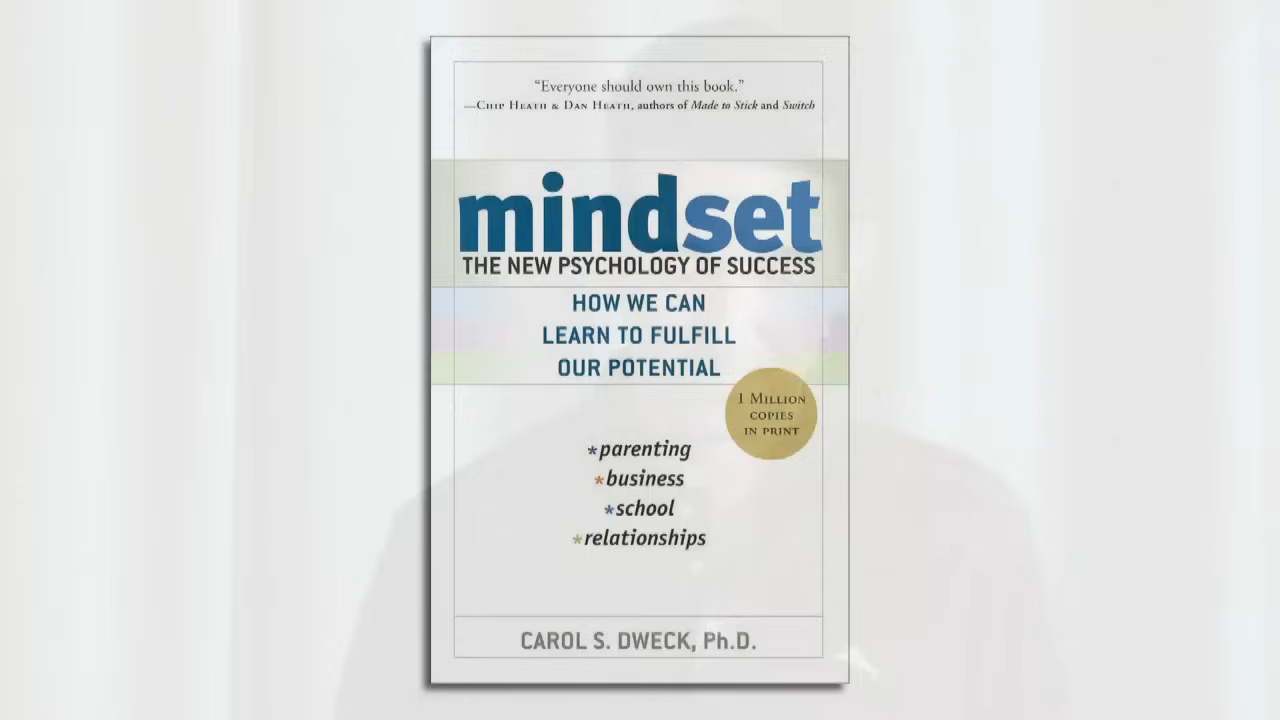 “Everyone should own this book.”
—Chip Heath & Dan Heath, authors of Made to Stick and Switch
mindset
THE NEW PSYCHOLOGY OF SUCCESS
HOW WE CAN
LEARN TO FULFILL
OUR POTENTIAL
1 Million
copies
in print
*parenting
*business
*school
*relationships
CAROL S. DWECK, Ph.D.